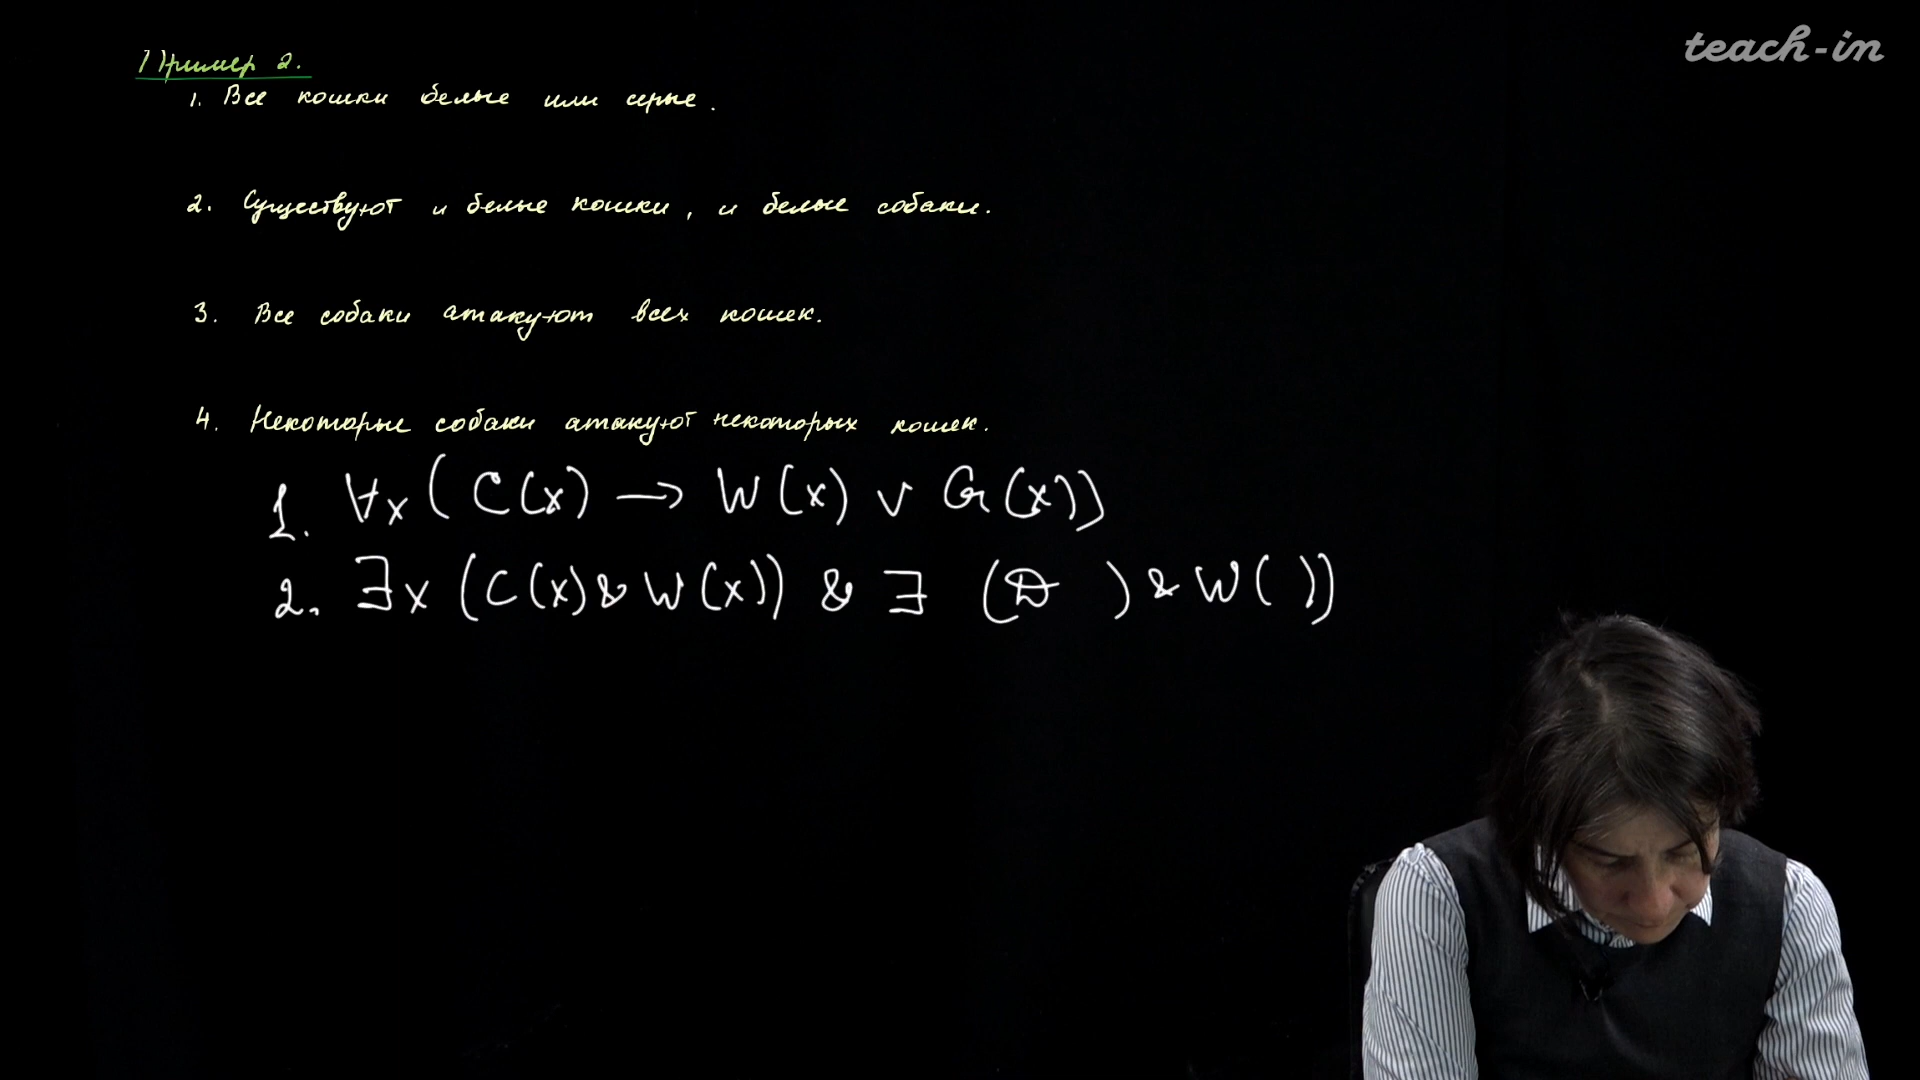 teach-in
Пример 2.
1. Все кошки белые или серые.
2. Существуют и белые кошки, и белые собаки.
3. Все собаки атакуют всех кошек.
4. Некоторые собаки атакуют некоторых кошек.
1. ∀x (C(x) → W(x) ∨ G(x))
2. ∃x (C(x) & W(x)) & ∃ (D ) & W( ))